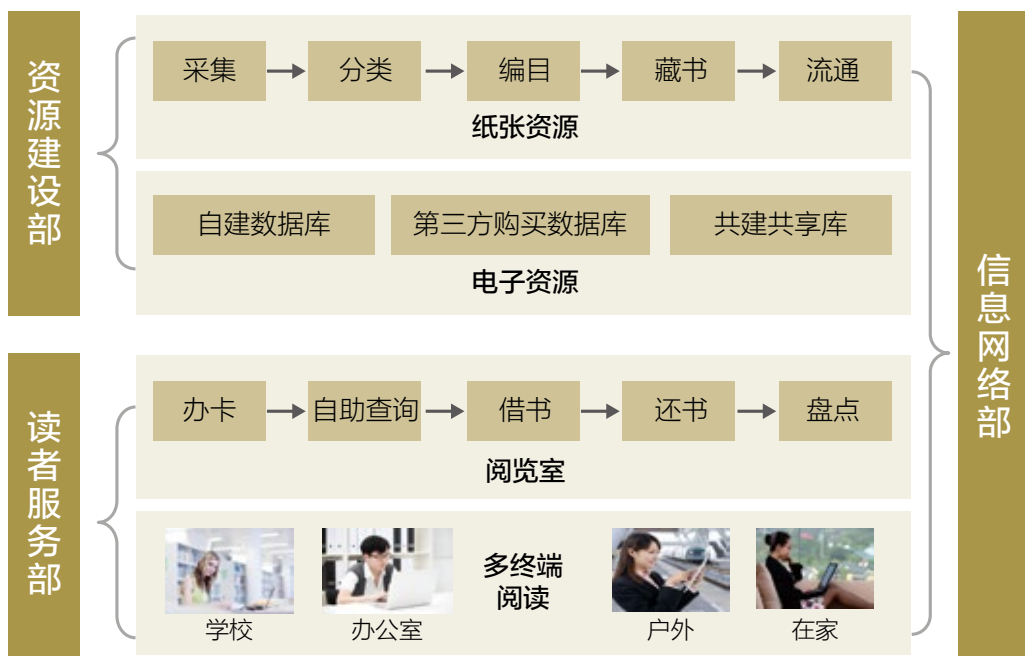 资源建设部
采集
分类
编目
藏书
流通
纸张资源
自建数据库
第三方购买数据库
共建共享库
电子资源
读者服务部
办卡
自助查询
借书
还书
盘点
阅览室
多终端
阅读
学校
办公室
户外
在家
信息网络部